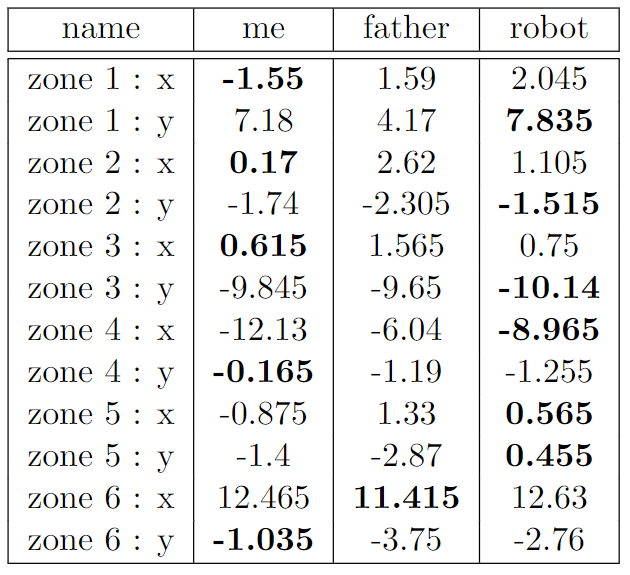 name me father robot
zone 1 : x -1.55 1.59 2.045
zone 1 : y 7.18 4.17 7.835
zone 2 : x 0.17 2.62 1.105
zone 2 : y -1.74 -2.305 -1.515
zone 3 : x 0.615 1.565 0.75
zone 3 : y -9.845 -9.65 -10.14
zone 4 : x -12.13 -6.04 -8.965
zone 4 : y -0.165 -1.19 -1.255
zone 5 : x -0.875 1.33 0.565
zone 5 : y -1.4 -2.87 0.455
zone 6 : x 12.465 11.415 12.63
zone 6 : y -1.035 -3.75 -2.76